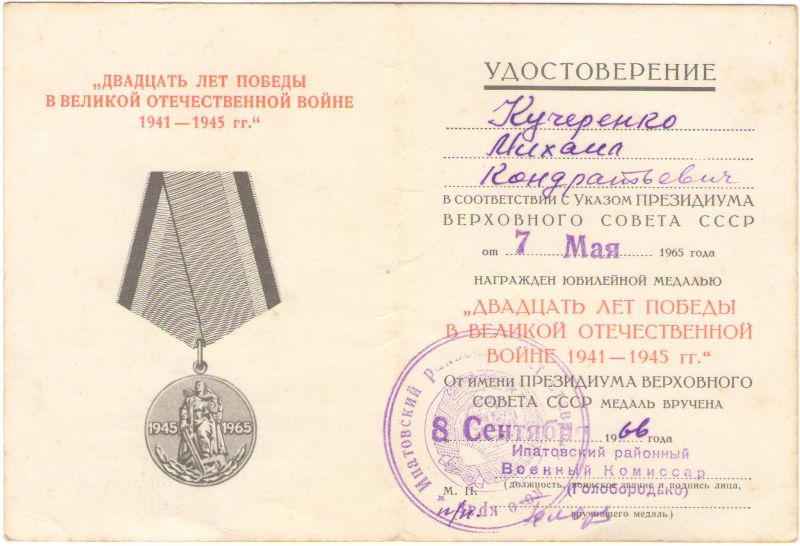 „ДВАДЦАТЬ ЛЕТ ПОБЕДЫ
В ВЕЛИКОЙ ОТЕЧЕСТВЕННОЙ ВОЙНЕ
1941 — 1945 гг.“
1945 1965
УДОСТОВЕРЕНИЕ
Кучеренко
Михаил
Кондратьевич
В СООТВЕТСТВИИ С УКАЗОМ ПРЕЗИДИУМА
ВЕРХОВНОГО СОВЕТА СССР
от 7 Мая 1965 года
НАГРАЖДЕН ЮБИЛЕЙНОЙ МЕДАЛЬЮ
„ДВАДЦАТЬ ЛЕТ ПОБЕДЫ
В ВЕЛИКОЙ ОТЕЧЕСТВЕННОЙ
ВОЙНЕ 1941 — 1945 гг.“
ОТ ИМЕНИ ПРЕЗИДИУМА ВЕРХОВНОГО
СОВЕТА СССР МЕДАЛЬ ВРУЧЕНА
8 Сентября 1966 года
Ипатовский районный
Военный Комиссар
М. П. (должность, воинское звание и подпись лица,
(Голобородько)
вручившего медаль)
Ипатовский